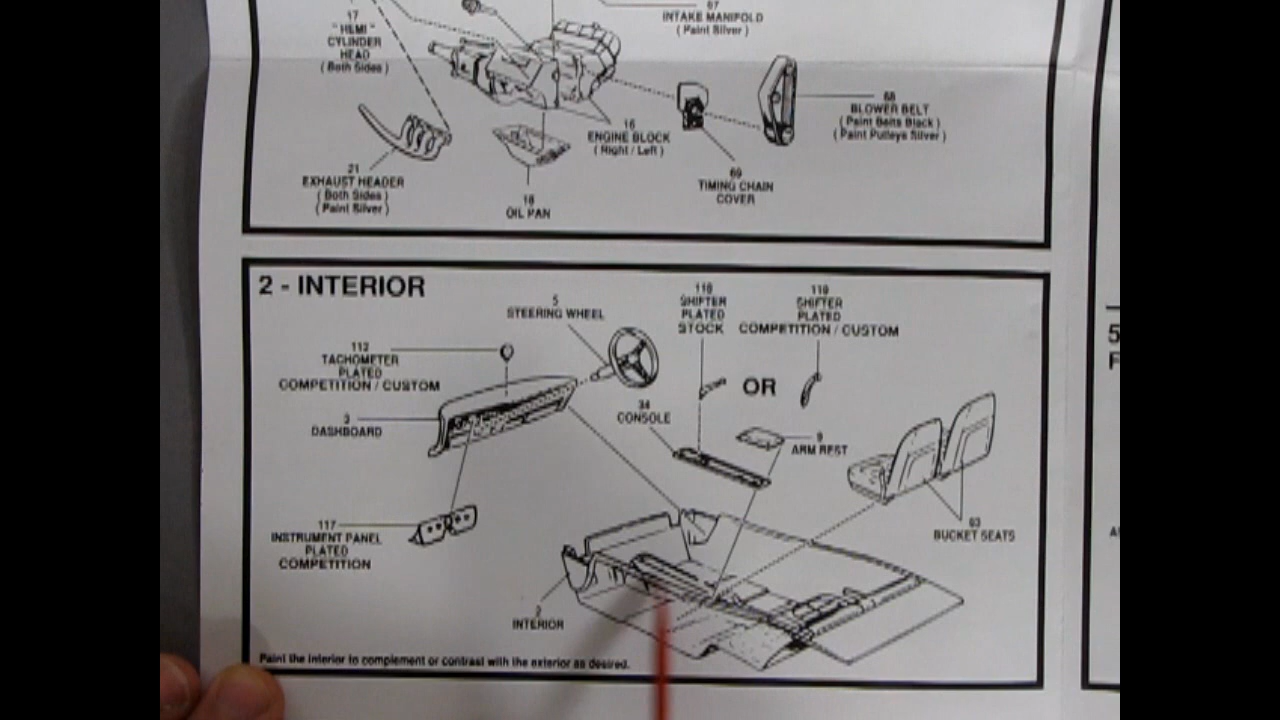 67
INTAKE MANIFOLD
( Paint Silver )
17
"HEMI"
CYLINDER
HEAD
( Both Sides )
68
BLOWER BELT
( Paint Belts Black )
( Paint Pulleys Silver )
16
ENGINE BLOCK
( Right / Left )
69
TIMING CHAIN
COVER
21
EXHAUST HEADER
( Both Sides )
( Paint Silver )
18
OIL PAN
2 - INTERIOR
5
STEERING WHEEL
118
SHIFTER
PLATED
STOCK
119
SHIFTER
PLATED
COMPETITION / CUSTOM
112
TACHOMETER
PLATED
COMPETITION / CUSTOM
OR
34
CONSOLE
3
DASHBOARD
9
ARM REST
117
INSTRUMENT PANEL
PLATED
COMPETITION
63
BUCKET SEATS
2
INTERIOR
Paint the interior to complement or contrast with the exterior as desired.
5